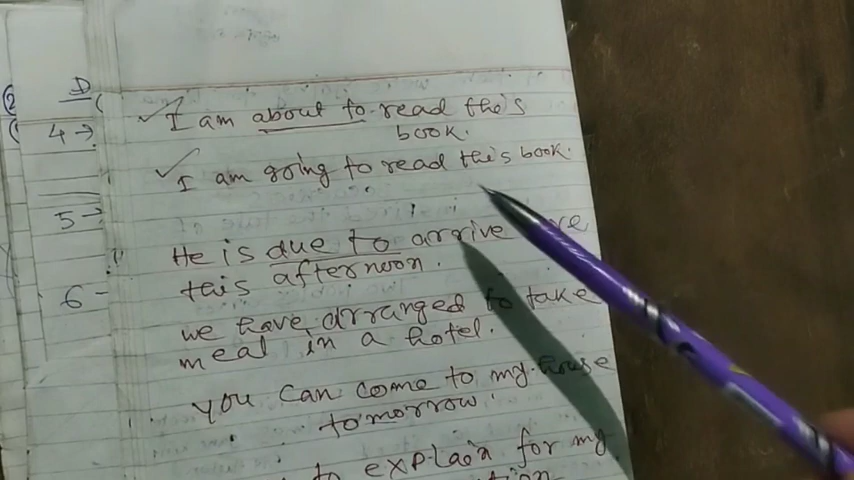 D
4→ I am about to read this
book.
I am going to read this book.
5→
He is due to arrive
this afternoon.
6-
we have arranged to take
meal in a hotel.
you can come to my house
tomorrow.
to explain for my